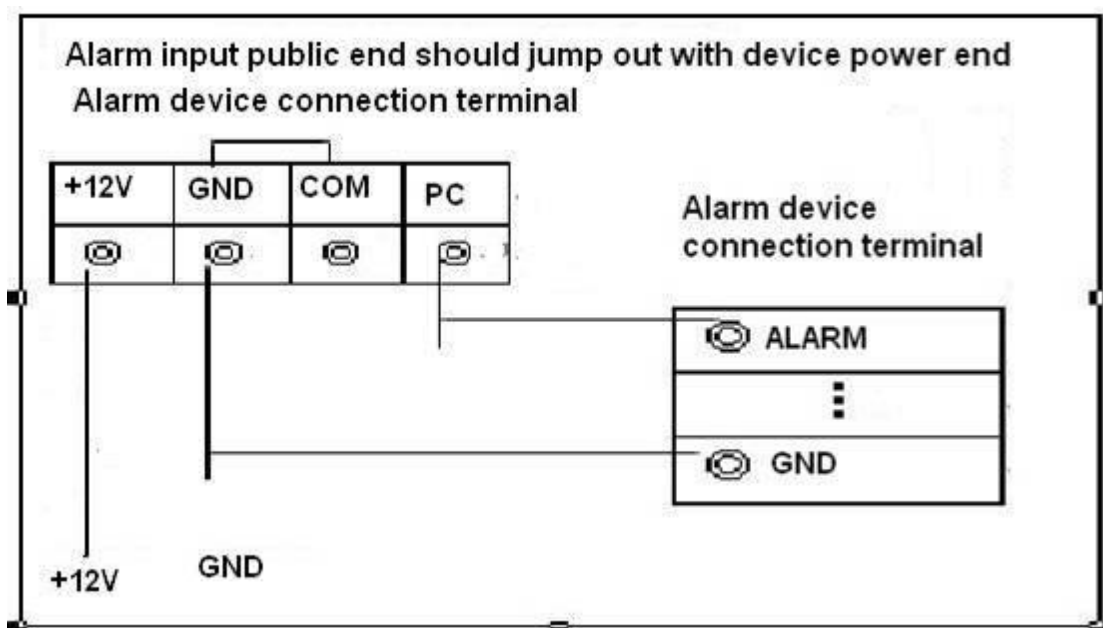 Alarm input public end should jump out with device power end
Alarm device connection terminal
+12V GND COM PC
Alarm device
connection terminal
ALARM
GND
+12V GND